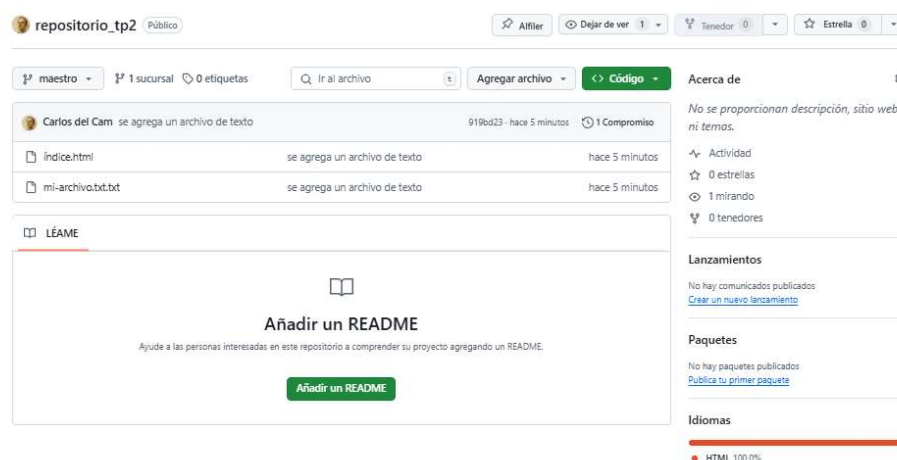 repositorio_tp2 Público
Alfiler Dejar de ver 1 Tenedor 0 Estrella 0
maestro 1 sucursal 0 etiquetas Ir al archivo t Agregar archivo <> Código
Carlos del Cam se agrega un archivo de texto 919bd23 · hace 5 minutos 1 Compromiso
índice.html se agrega un archivo de texto hace 5 minutos
mi-archivo.txt.txt se agrega un archivo de texto hace 5 minutos
LÉAME
Añadir un README
Ayude a las personas interesadas en este repositorio a comprender su proyecto agregando un README.
Añadir un README
Acerca de
No se proporcionan descripción, sitio web
ni temas.
Actividad
0 estrellas
1 mirando
0 tenedores
Lanzamientos
No hay comunicados publicados
Crear un nuevo lanzamiento
Paquetes
No hay paquetes publicados
Publica tu primer paquete
Idiomas
HTML 100.0%